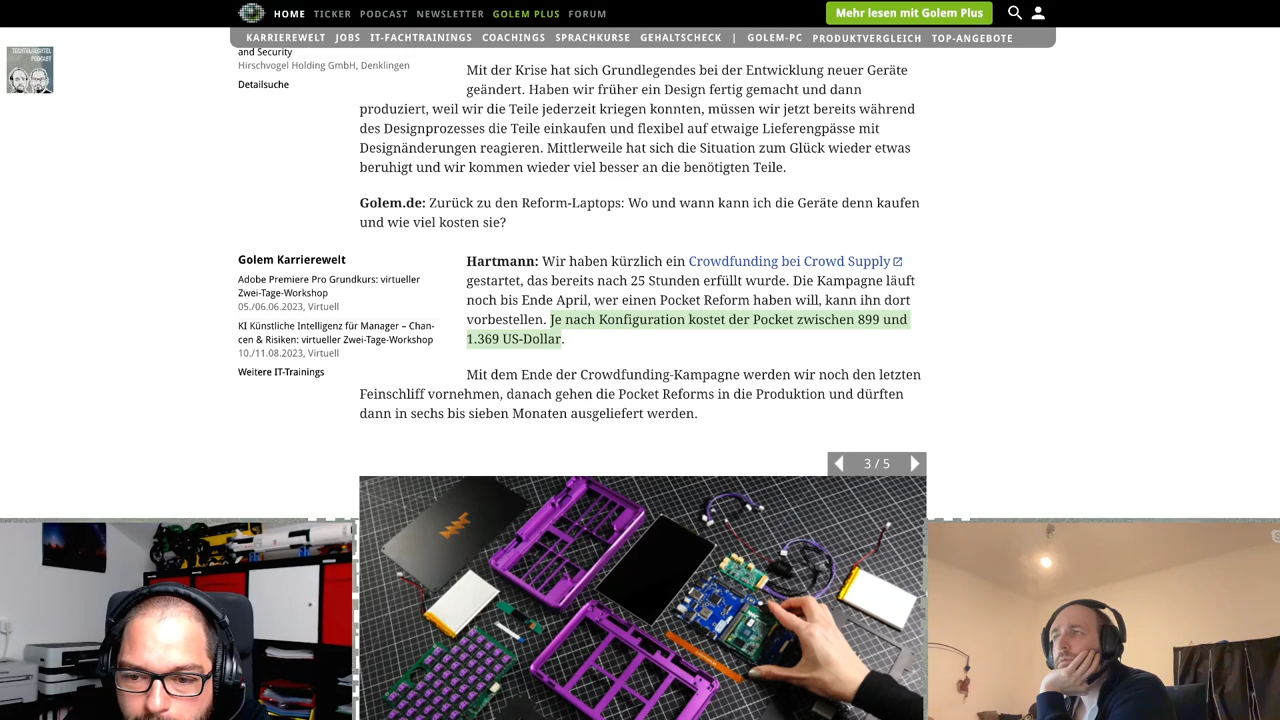 HOME TICKER PODCAST NEWSLETTER GOLEM PLUS FORUM
Mehr lesen mit Golem Plus
KARRIEREWELT JOBS IT-FACHTRAININGS COACHINGS SPRACHKURSE GEHALTSCHECK | GOLEM-PC PRODUKTVERGLEICH TOP-ANGEBOTE
and Security
Hirschvogel Holding GmbH, Denklingen
Detailsuche
Mit der Krise hat sich Grundlegendes bei der Entwicklung neuer Geräte
geändert. Haben wir früher ein Design fertig gemacht und dann
produziert, weil wir die Teile jederzeit kriegen konnten, müssen wir jetzt bereits während
des Designprozesses die Teile einkaufen und flexibel auf etwaige Lieferengpässe mit
Designänderungen reagieren. Mittlerweile hat sich die Situation zum Glück wieder etwas
beruhigt und wir kommen wieder viel besser an die benötigten Teile.
Golem.de: Zurück zu den Reform-Laptops: Wo und wann kann ich die Geräte denn kaufen
und wie viel kosten sie?
Golem Karrierewelt
Adobe Premiere Pro Grundkurs: virtueller
Zwei-Tage-Workshop
05./06.06.2023, Virtuell
KI Künstliche Intelligenz für Manager – Chan-
cen & Risiken: virtueller Zwei-Tage-Workshop
10./11.08.2023, Virtuell
Weitere IT-Trainings
Hartmann: Wir haben kürzlich ein Crowdfunding bei Crowd Supply
gestartet, das bereits nach 25 Stunden erfüllt wurde. Die Kampagne läuft
noch bis Ende April, wer einen Pocket Reform haben will, kann ihn dort
vorbestellen. Je nach Konfiguration kostet der Pocket zwischen 899 und
1.369 US-Dollar.
Mit dem Ende der Crowdfunding-Kampagne werden wir noch den letzten
Feinschliff vornehmen, danach gehen die Pocket Reforms in die Produktion und dürften
dann in sechs bis sieben Monaten ausgeliefert werden.
3 / 5